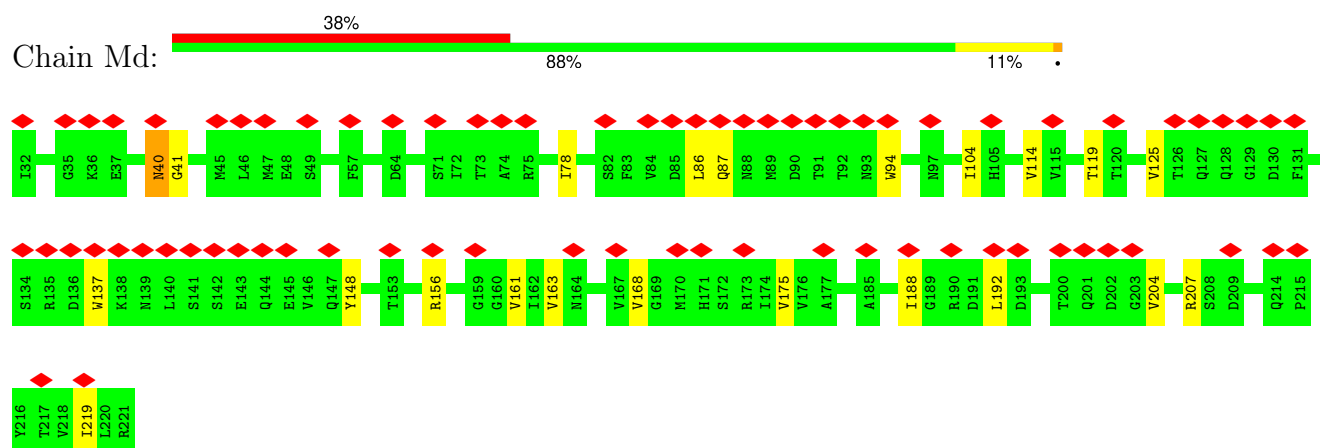 38%
Chain Md:
88% 11% •
I32 G35 K36 E37 N40 G41 M45 L46 M47 E48 S49 F57 D64 S71 I72 T73 A74 R75 I78 S82 F83 V84 D85 L86 Q87 N88 M89 D90 T91 T92 N93 W94 N97 I104 H105 V114 V115 T119 T120 V125 T126 Q127 Q128 G129 D130 F131
S134 R135 D136 W137 K138 N139 L140 S141 S142 E143 Q144 E145 V146 Q147 Y148 T153 R156 G159 G160 V161 I162 V163 N164 V167 V168 G169 M170 H171 S172 R173 I174 V175 V176 A177 A185 I188 G189 R190 D191 L192 D193 T200 Q201 D202 G203 V204 R207 S208 D209 Q214 P215
Y216 T217 V218 I219 L220 R221